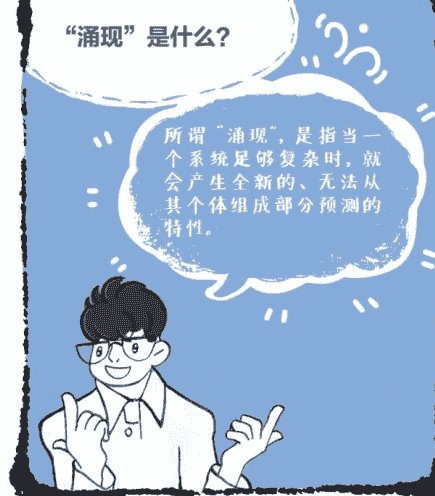 “涌现”是什么?
所谓“涌现”，是指当一
个系统足够复杂时，就
会产生全新的、无法从
其个体组成部分预测的
特性。